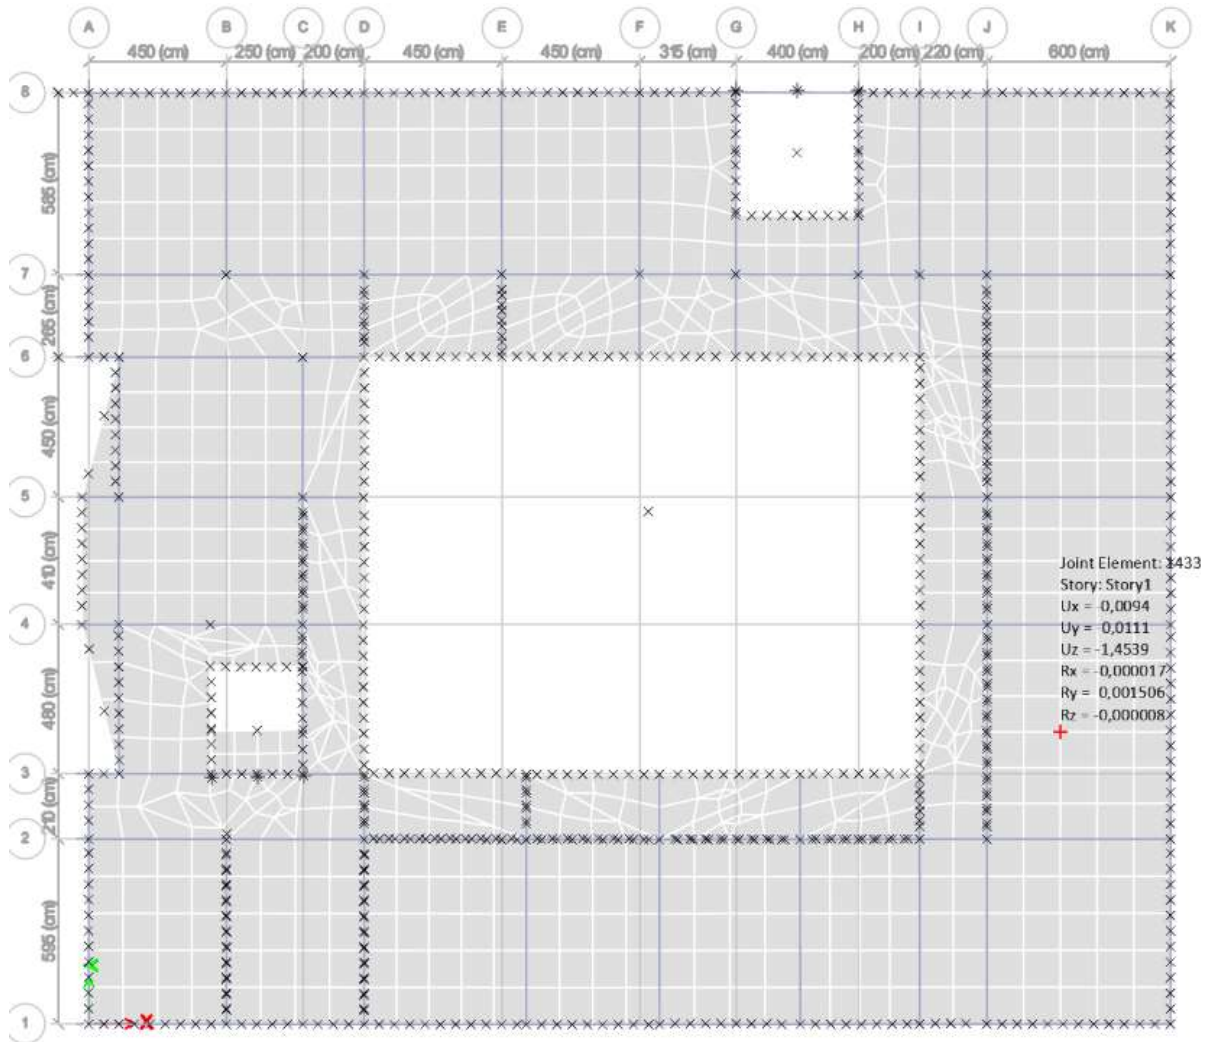 A B C D E F G H I J K
450 (cm) 250 (cm) 200 (cm) 450 (cm) 450 (cm) 315 (cm) 400 (cm) 200 (cm) 220 (cm) 600 (cm)
8
585 (cm)
7
265 (cm)
6
450 (cm)
5
410 (cm)
4
480 (cm)
3
210 (cm)
2
595 (cm)
1
Joint Element: 1433
Story: Story1
Ux = -0,0094
Uy = 0,0111
Uz = -1,4539
Rx = -0,000017
Ry = 0,001506
Rz = -0,000008
X